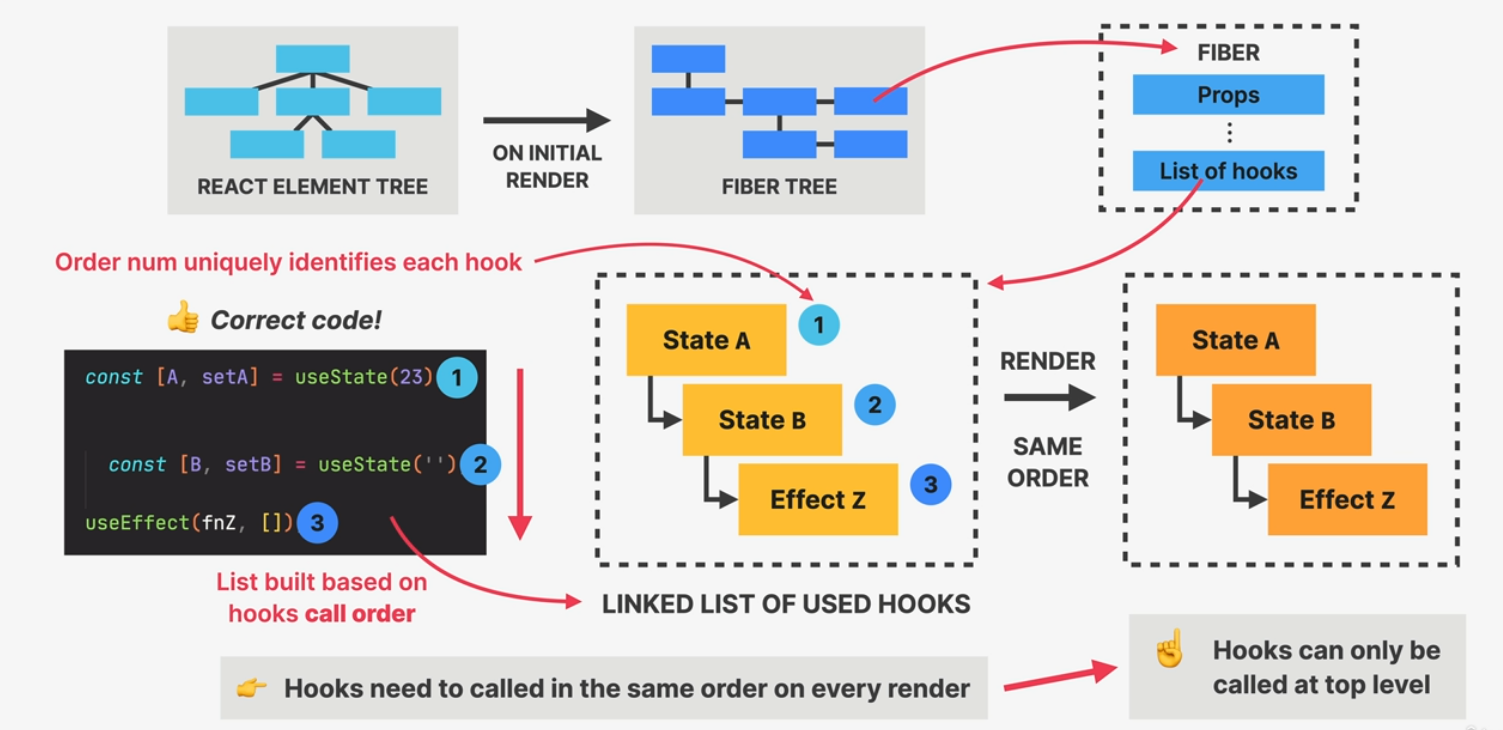 REACT ELEMENT TREE
ON INITIAL
RENDER
FIBER TREE
FIBER
Props
List of hooks
Order num uniquely identifies each hook
Correct code!
const [A, setA] = useState(23) 1
const [B, setB] = useState('') 2
useEffect(fnZ, []) 3
List built based on
hooks call order
State A 1
State B 2
Effect Z 3
LINKED LIST OF USED HOOKS
RENDER
SAME
ORDER
State A
State B
Effect Z
Hooks need to called in the same order on every render
Hooks can only be
called at top level